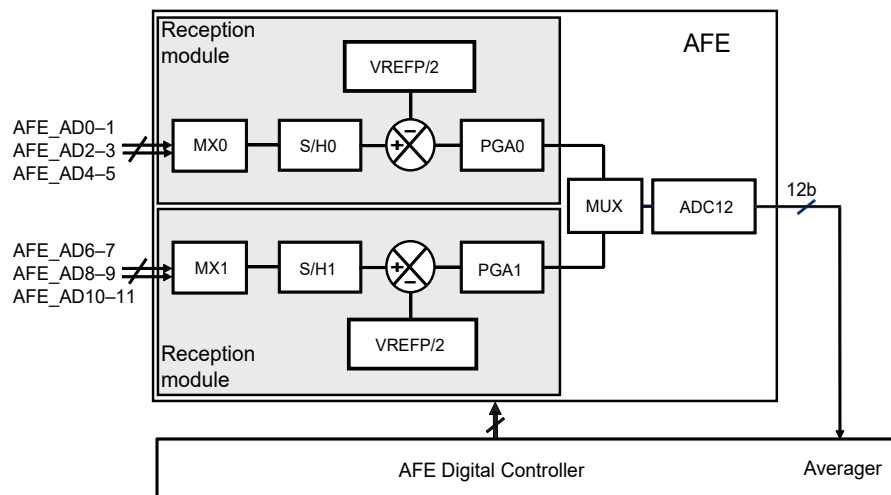 Reception
module
AFE
VREFP/2
AFE_AD0–1
AFE_AD2–3
AFE_AD4–5
MX0
S/H0
−
+
PGA0
MUX
ADC12
12b
AFE_AD6–7
AFE_AD8–9
AFE_AD10–11
MX1
S/H1
+
−
PGA1
VREFP/2
Reception
module
AFE Digital Controller
Averager